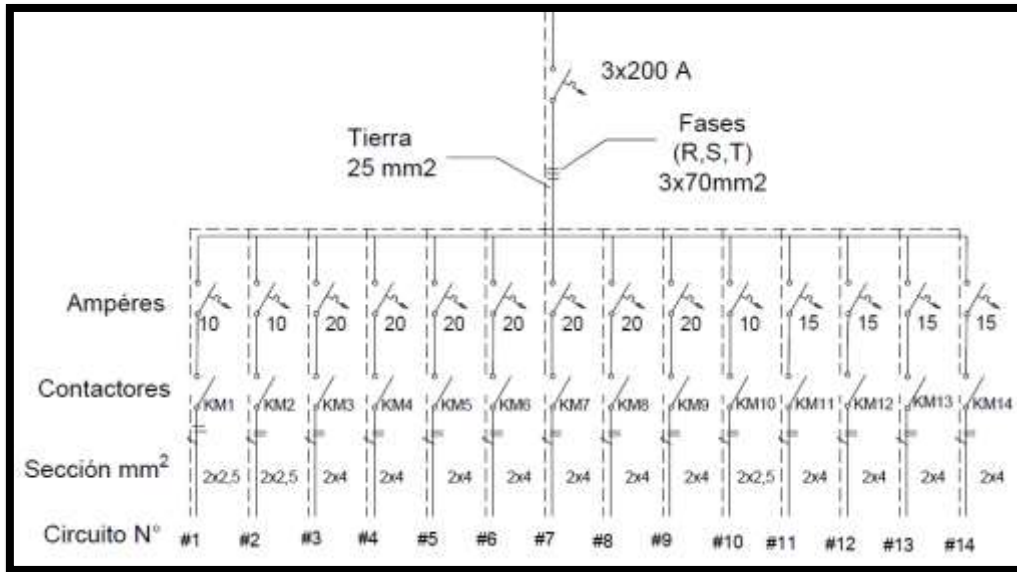 3x200 A
Tierra
25 mm2
Fases
(R,S,T)
3x70mm2
Ampéres
10 10 20 20 20 20 20 20 20 10 15 15 15 15
Contactores
KM1 KM2 KM3 KM4 KM5 KM6 KM7 KM8 KM9 KM10 KM11 KM12 KM13 KM14
Sección mm²
2x2,5 2x2,5 2x4 2x4 2x4 2x4 2x4 2x4 2x4 2x2,5 2x4 2x4 2x4 2x4
Circuito N° #1 #2 #3 #4 #5 #6 #7 #8 #9 #10 #11 #12 #13 #14